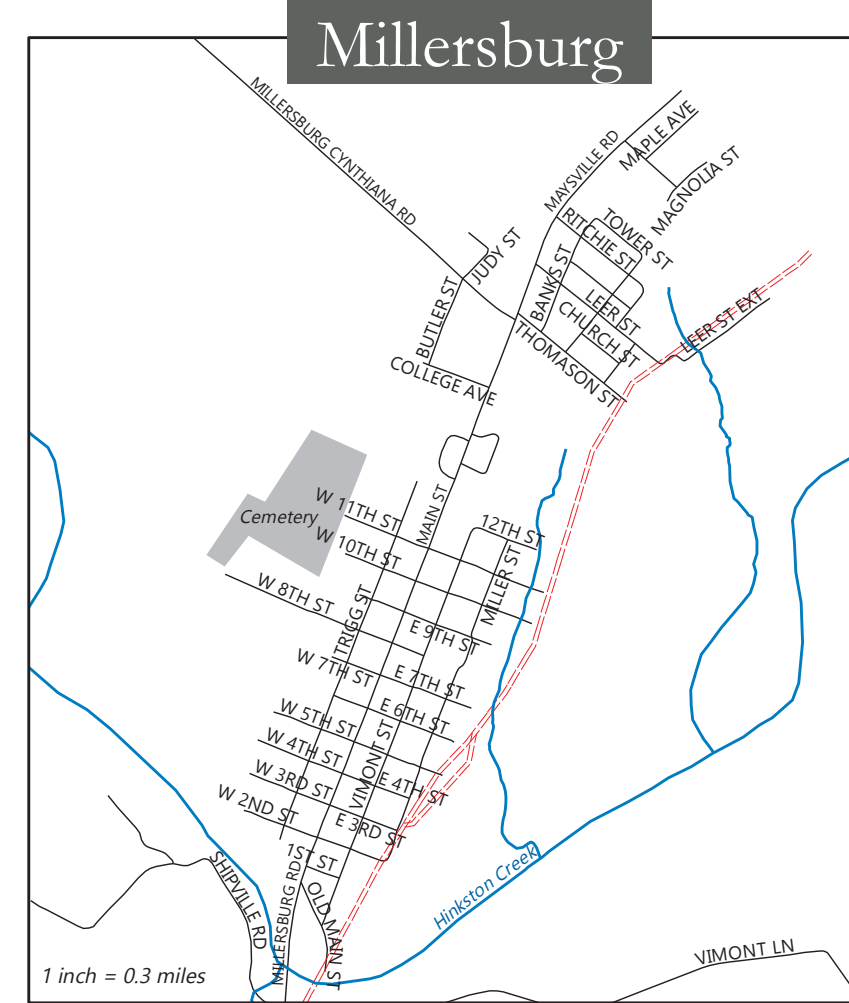 Millersburg
MILLERSBURG CYNTHIANA RD
MAYSVILLE RD
MAPLE AVE
MAGNOLIA ST
TOWER ST
RITCHIE ST
JUDY ST
BANKS ST
BUTLER ST
LEER ST
LEER ST EXT
CHURCH ST
THOMASON ST
COLLEGE AVE
MAIN ST
W 11TH ST
Cemetery
12TH ST
W 10TH ST
MILLER ST
W 8TH ST
TRIGG ST
E 9TH ST
W 7TH ST
E 7TH ST
E 6TH ST
W 5TH ST
W 4TH ST
VIMONT ST
E 4TH ST
W 3RD ST
W 2ND ST
E 3RD ST
1ST ST
SHIPVILLE RD
MILLERSBURG RD
OLD MAIN ST
Hinkston Creek
VIMONT LN
1 inch = 0.3 miles